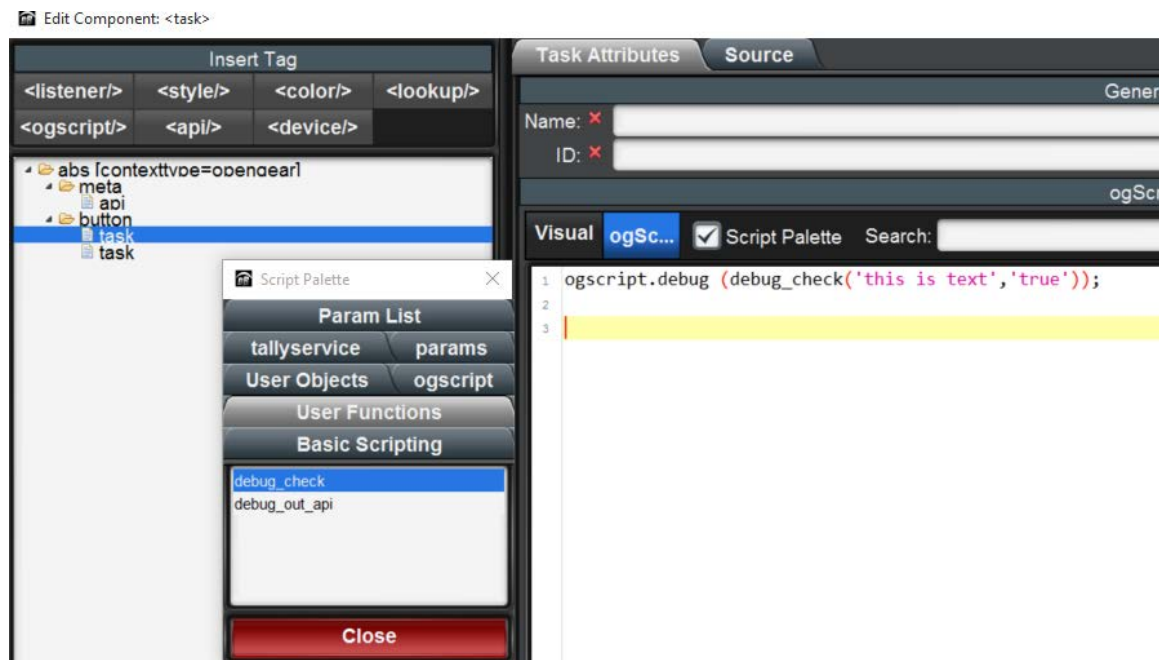 Edit Component: <task>
Insert Tag
<listener/> <style/> <color/> <lookup/>
<ogscript/> <api/> <device/>
abs [contexttype=opengear]
meta
api
button
task
task
Script Palette
Param List
tallyservice params
User Objects ogscript
User Functions
Basic Scripting
debug_check
debug_out_api
Close
Task Attributes Source
Gener
Name:
ID:
ogScr
Visual ogSc... Script Palette Search:
1 ogscript.debug (debug_check('this is text','true'));
2
3